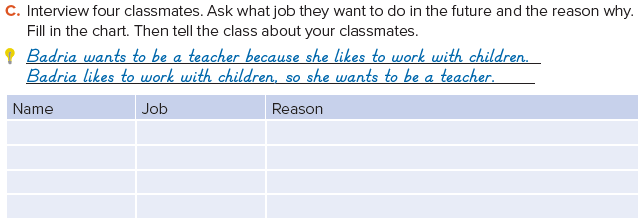 C. Interview four classmates. Ask what job they want to do in the future and the reason why.
Fill in the chart. Then tell the class about your classmates.
Badria wants to be a teacher because she likes to work with children.
Badria likes to work with children, so she wants to be a teacher.
Name Job Reason